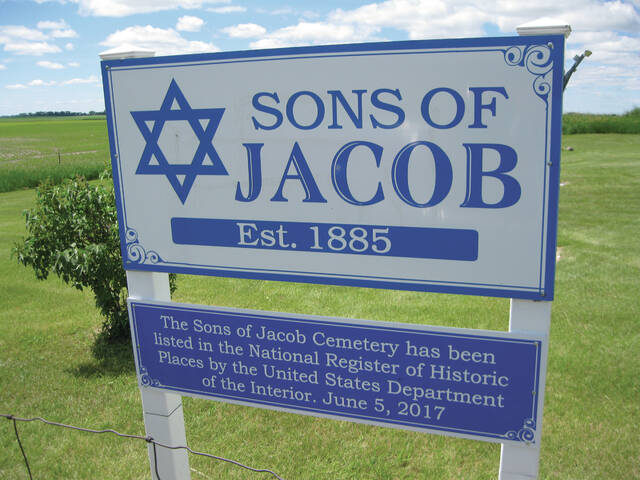 SONS OF
JACOB
Est. 1885
The Sons of Jacob Cemetery has been
listed in the National Register of Historic
Places by the United States Department
of the Interior. June 5, 2017